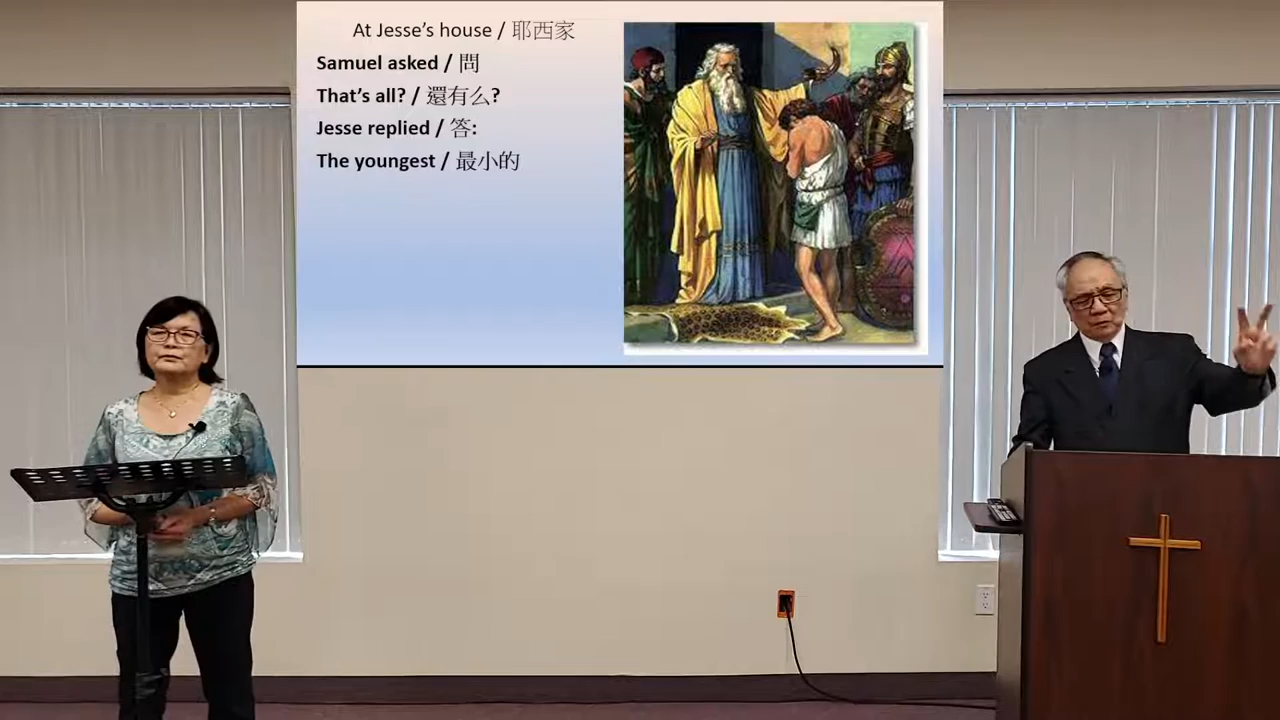 At Jesse's house / 耶西家
Samuel asked / 問
That's all? / 還有么?
Jesse replied / 答:
The youngest / 最小的